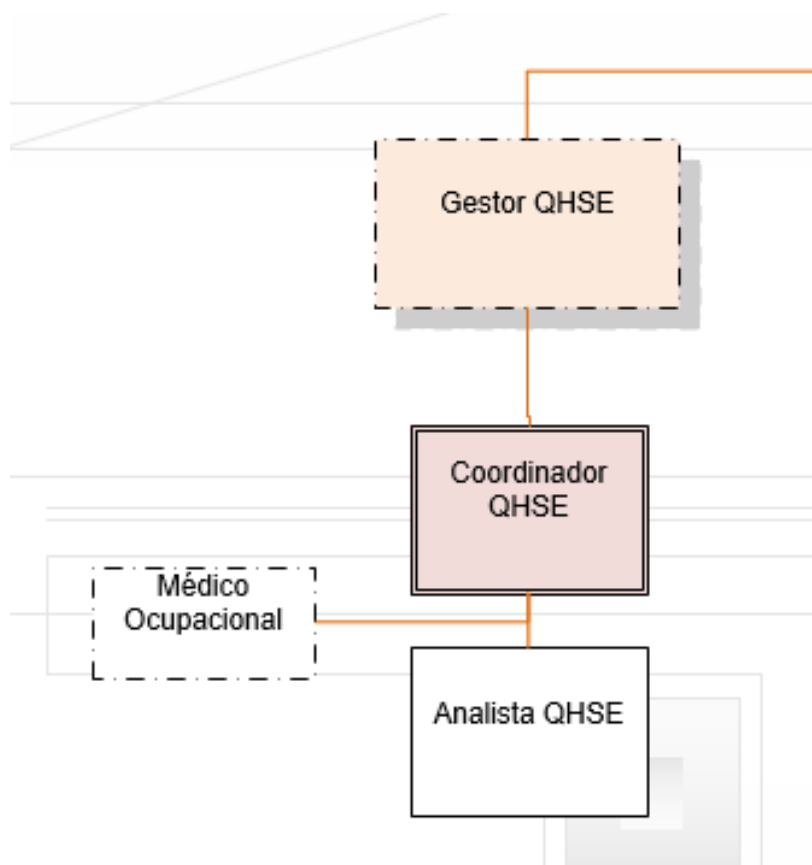 Gestor QHSE
Coordinador
QHSE
Médico
Ocupacional
Analista QHSE